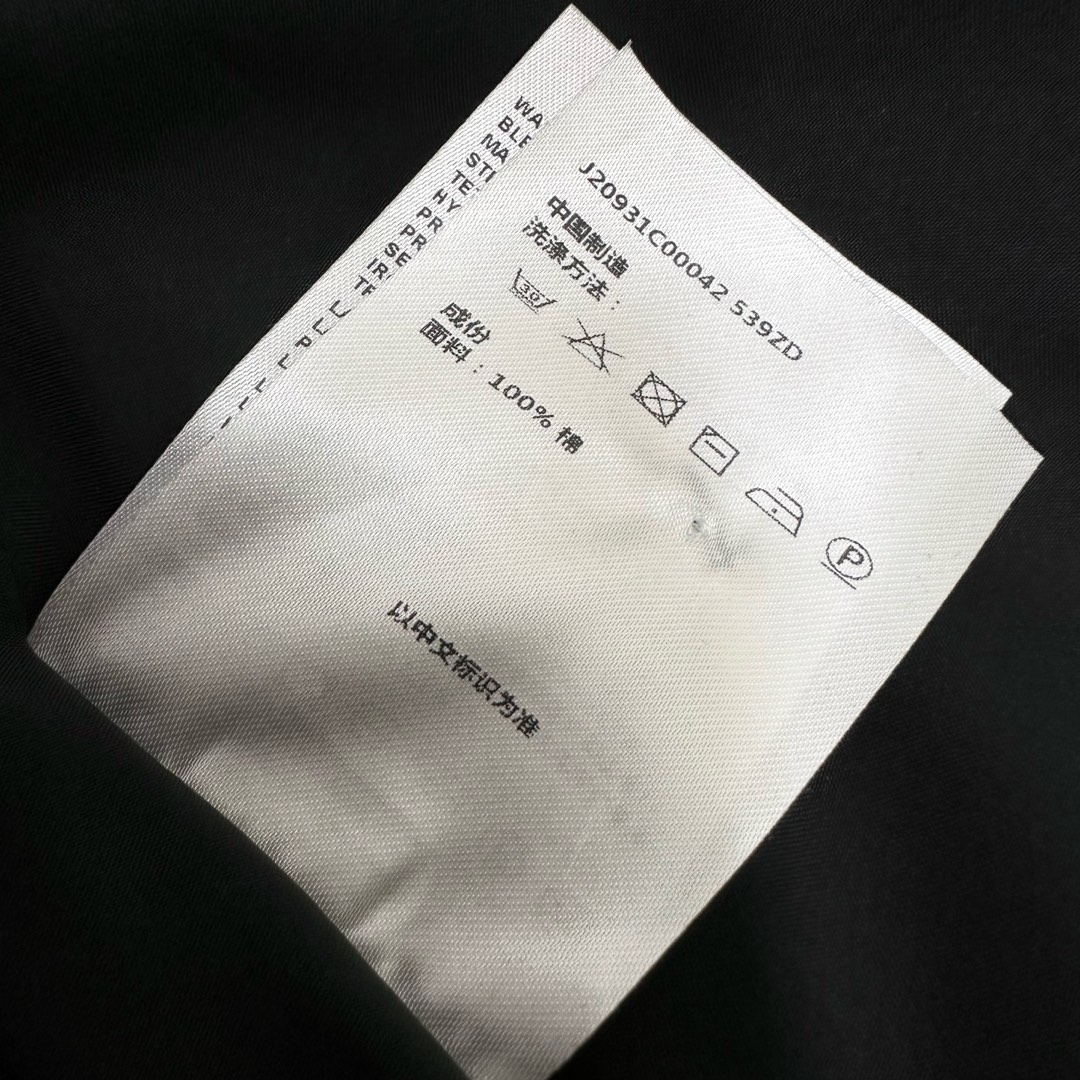 J20931C00042 539ZD
中国制造
洗涤方法：
30
P
成份
面料：100% 棉
以中文标识为准